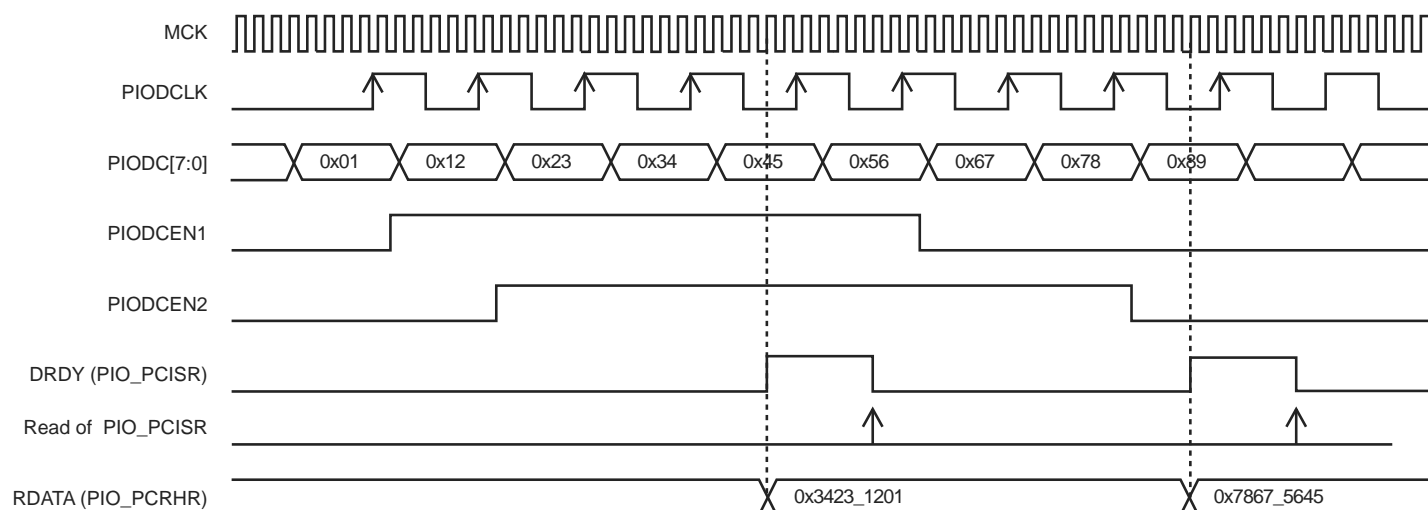 MCK
PIODCLK
PIODC[7:0] 0x01 0x12 0x23 0x34 0x45 0x56 0x67 0x78 0x89
PIODCEN1
PIODCEN2
DRDY (PIO_PCISR)
Read of PIO_PCISR
RDATA (PIO_PCRHR) 0x3423_1201 0x7867_5645